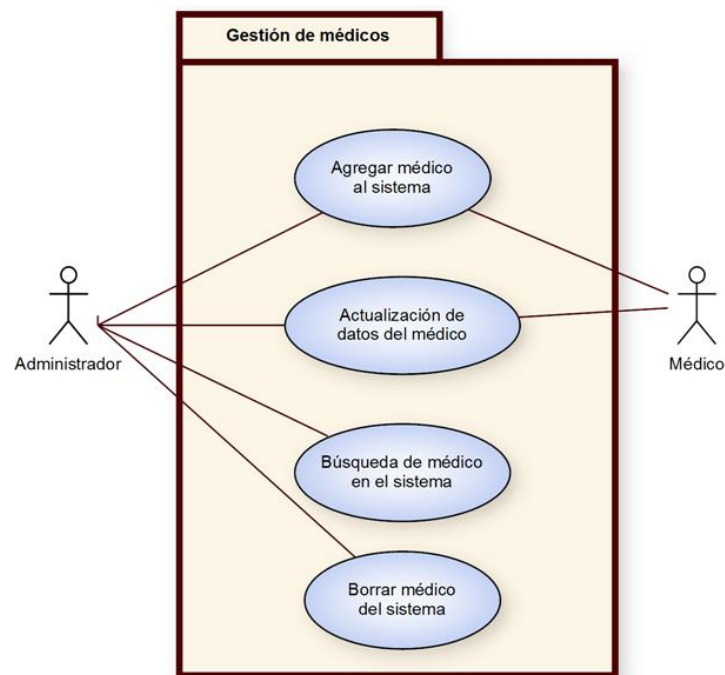 Gestión de médicos
Agregar médico
al sistema
Administrador
Actualización de
datos del médico
Médico
Búsqueda de médico
en el sistema
Borrar médico
del sistema